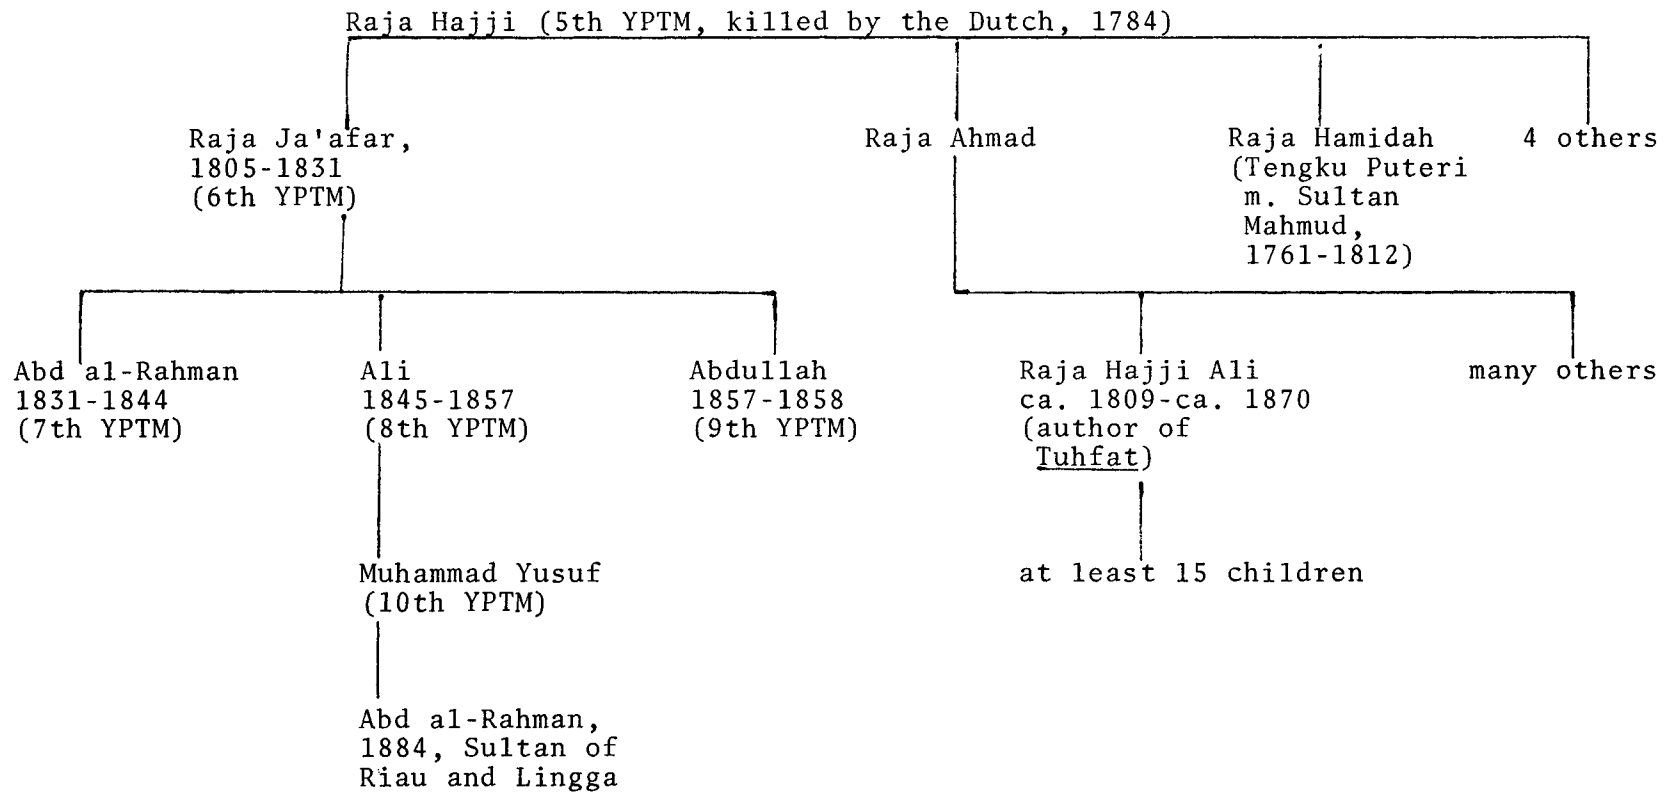 Raja Hajji (5th YPTM, killed by the Dutch, 1784)
Raja Ja'afar,
1805-1831
(6th YPTM)
Raja Ahmad
Raja Hamidah
(Tengku Puteri
m. Sultan
Mahmud,
1761-1812)
4 others
Abd al-Rahman
1831-1844
(7th YPTM)
Ali
1845-1857
(8th YPTM)
Abdullah
1857-1858
(9th YPTM)
Raja Hajji Ali
ca. 1809-ca. 1870
(author of
Tuhfat)
many others
Muhammad Yusuf
(10th YPTM)
at least 15 children
Abd al-Rahman,
1884, Sultan of
Riau and Lingga